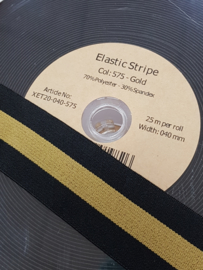 Elastic Stripe
Col: 575 - Gold
70% Polyester - 30% Spandex
Article No:
XET20-040-575
25 m per roll
Width: 040 mm